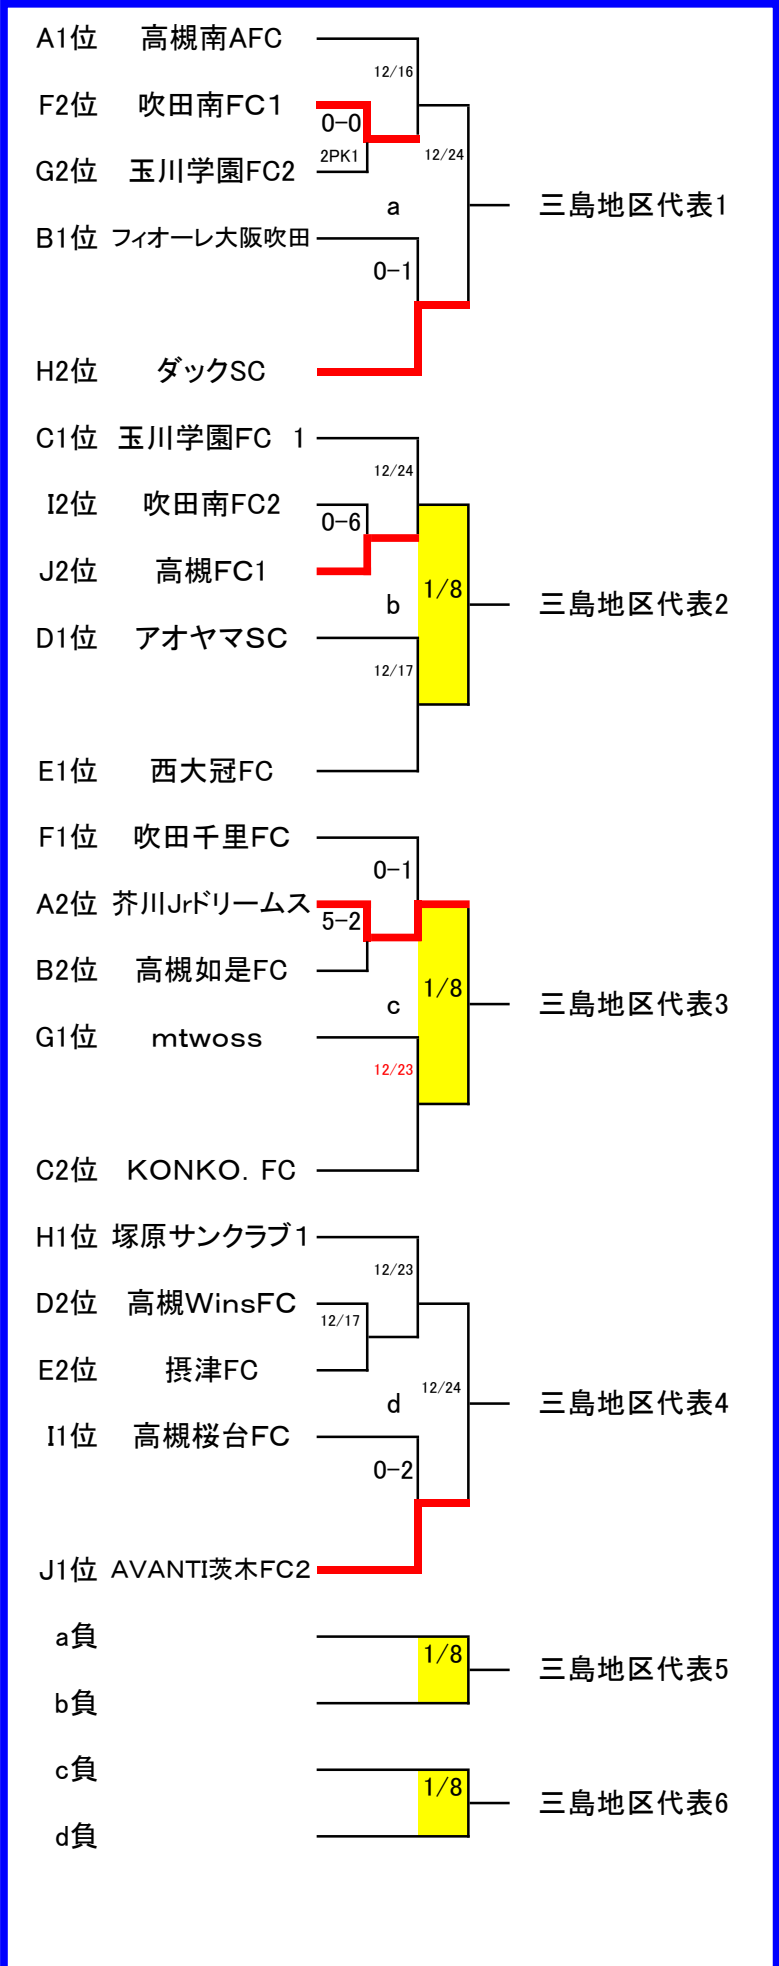 A1位 高槻南AFC
12/16
F2位 吹田南FC1
0-0
2PK1
12/24
G2位 玉川学園FC2
a
三島地区代表1
B1位 フィオーレ大阪吹田
0-1
H2位 ダックSC
C1位 玉川学園FC 1
12/24
I2位 吹田南FC2
0-6
J2位 高槻FC1
1/8
b
三島地区代表2
D1位 アオヤマSC
12/17
E1位 西大冠FC
F1位 吹田千里FC
0-1
A2位 芥川Jrドリームス
5-2
B2位 高槻如是FC
1/8
c
三島地区代表3
G1位 mtwoss
12/23
C2位 KONKO. FC
H1位 塚原サンクラブ1
12/23
D2位 高槻WinsFC
12/17
E2位 摂津FC
12/24
d
三島地区代表4
I1位 高槻桜台FC
0-2
J1位 AVANTI茨木FC2
a負
1/8
三島地区代表5
b負
c負
1/8
三島地区代表6
d負